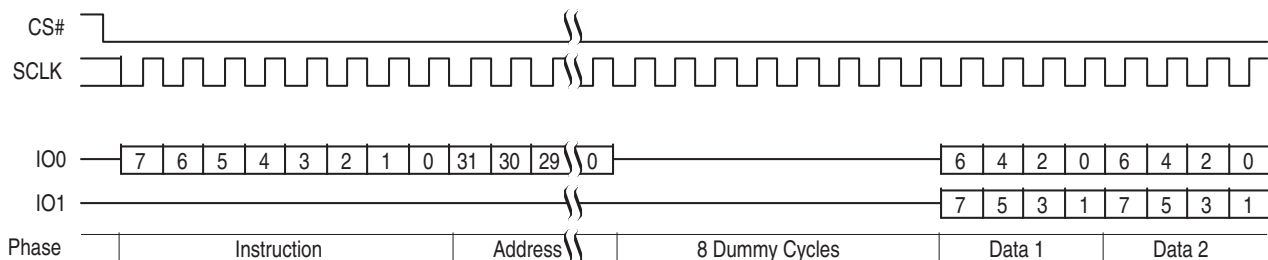 CS#
SCLK
IO0 7 6 5 4 3 2 1 0 31 30 29 0 6 4 2 0 6 4 2 0
IO1 7 5 3 1 7 5 3 1
Phase Instruction Address 8 Dummy Cycles Data 1 Data 2